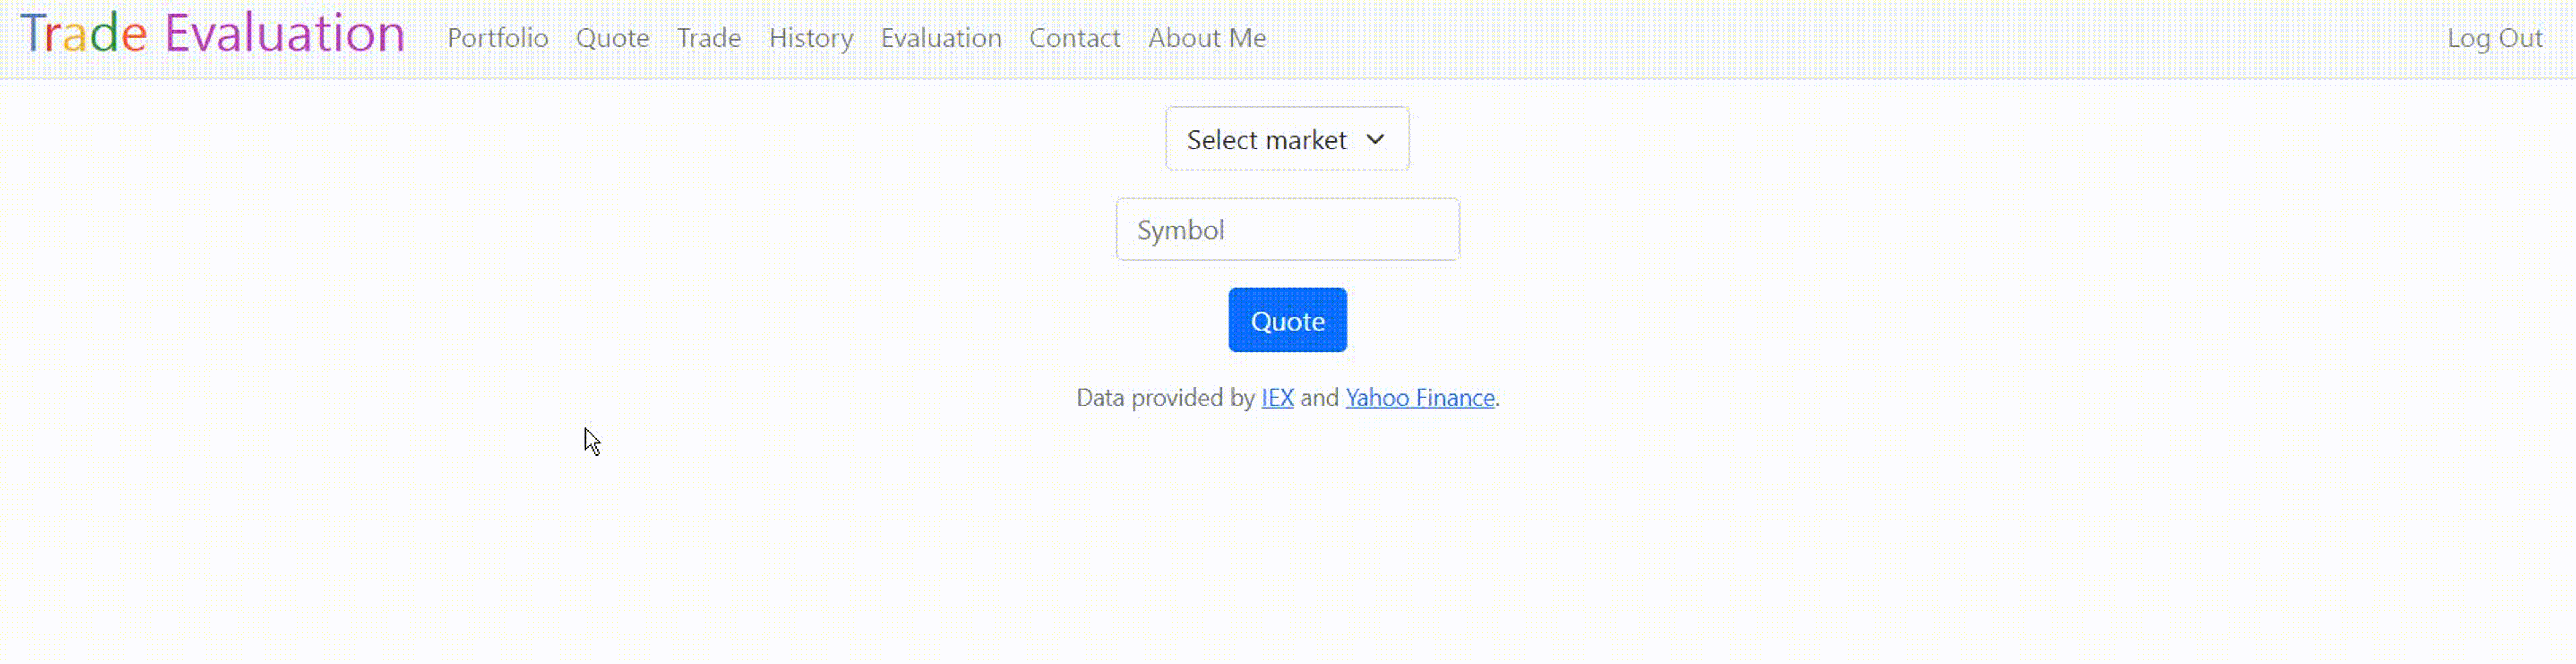 Trade Evaluation Portfolio Quote Trade History Evaluation Contact About Me Log Out
Select market
Symbol
Quote
Data provided by IEX and Yahoo Finance.